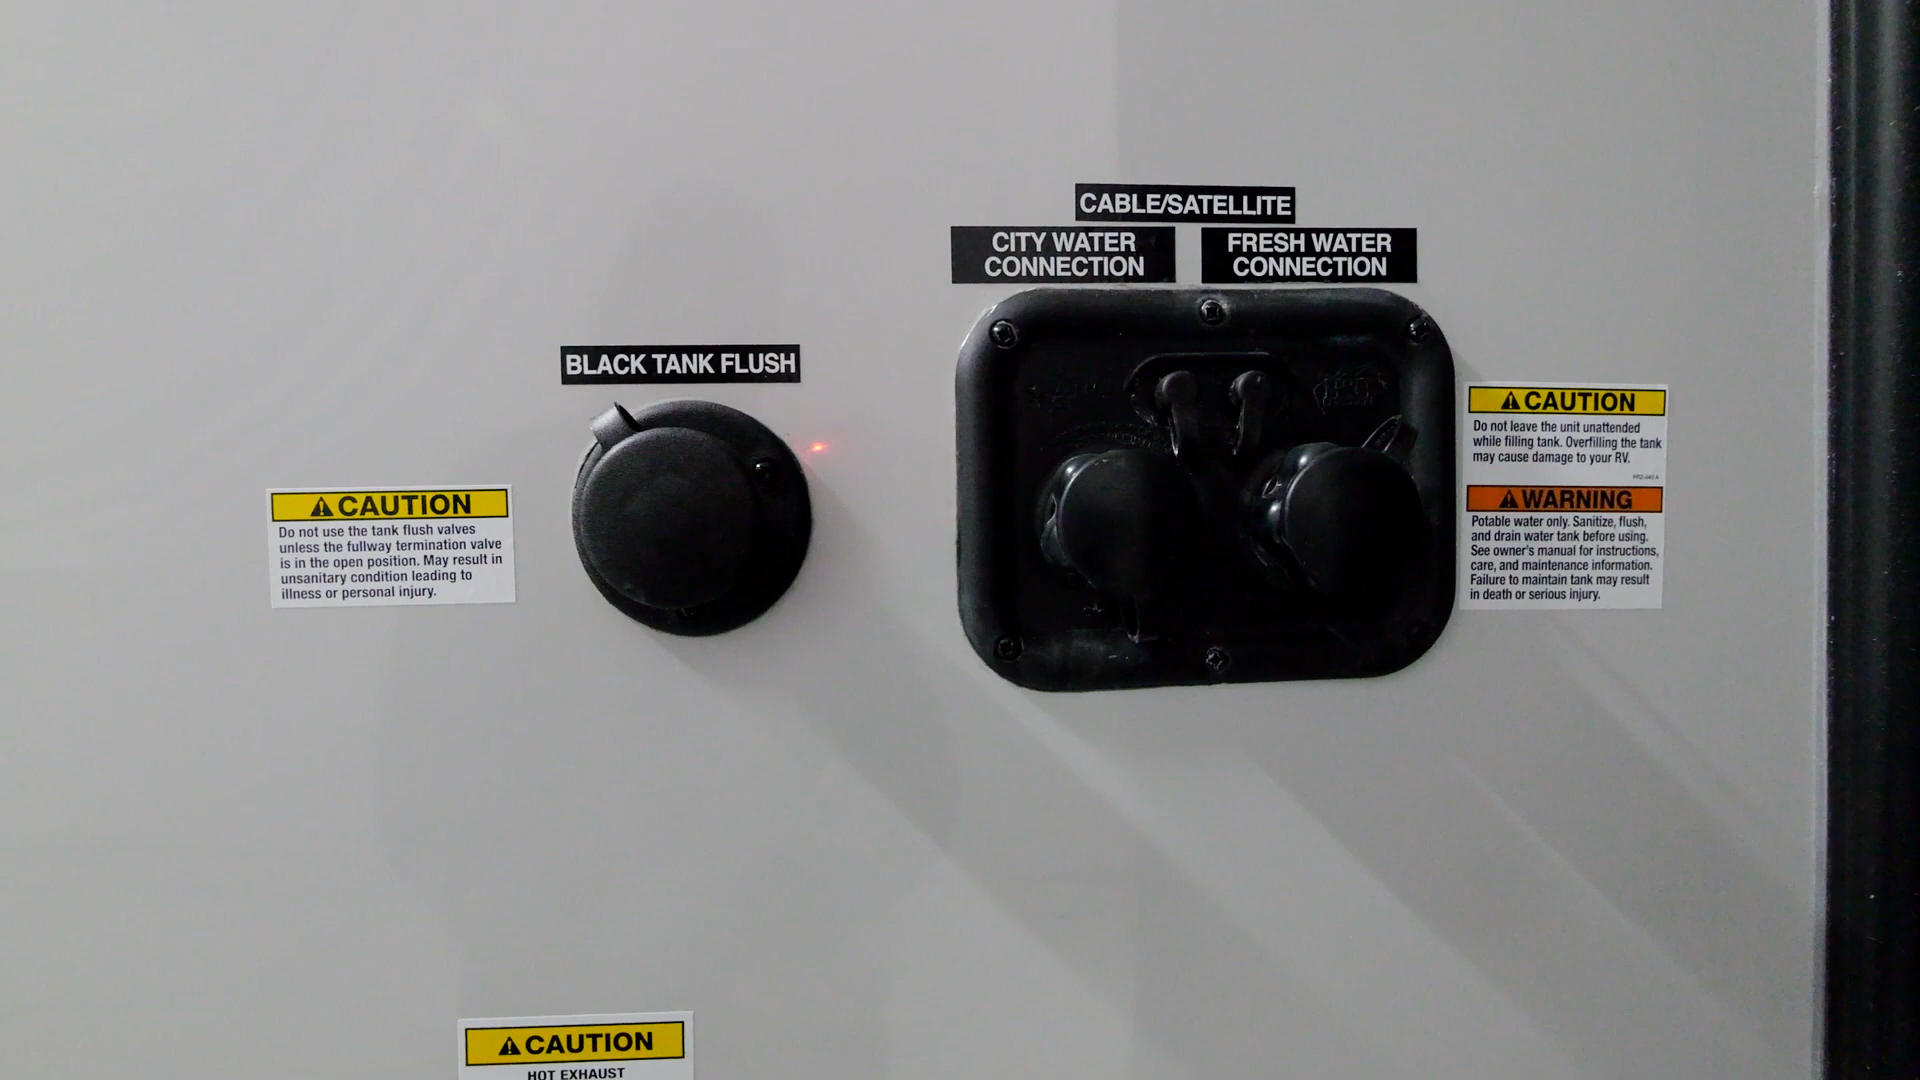 CABLE/SATELLITE
CITY WATER
CONNECTION
FRESH WATER
CONNECTION
BLACK TANK FLUSH
CAUTION
Do not use the tank flush valves
unless the fullway termination valve
is in the open position. May result in
unsanitary condition leading to
illness or personal injury.
CAUTION
Do not leave the unit unattended
while filling tank. Overfilling the tank
may cause damage to your RV.
WARNING
Potable water only. Sanitize, flush,
and drain water tank before using.
See owner's manual for instructions,
care, and maintenance information.
Failure to maintain tank may result
in death or serious injury.
CAUTION
HOT EXHAUST